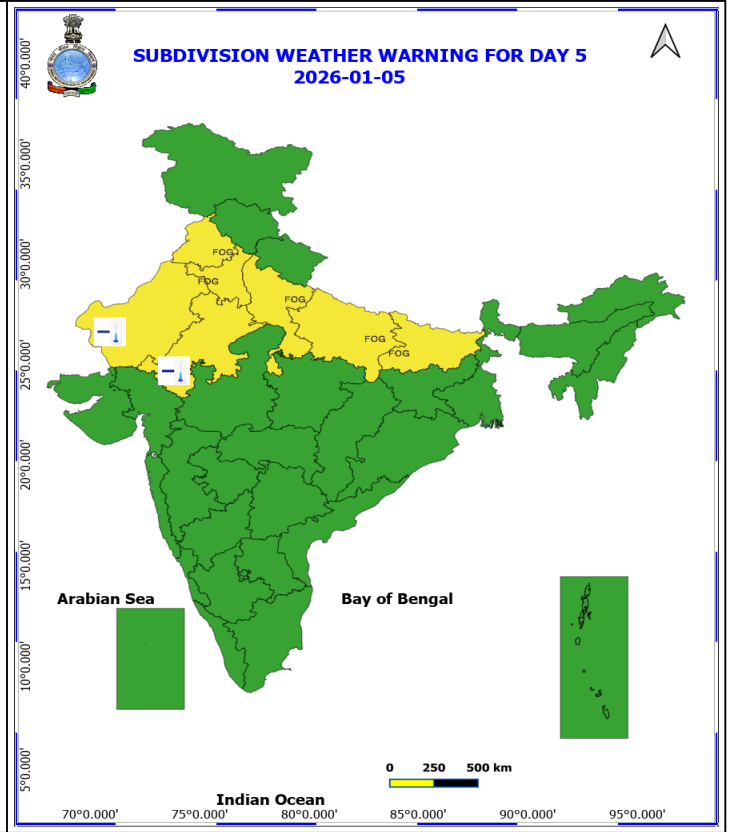 SUBDIVISION WEATHER WARNING FOR DAY 5
2026-01-05
40°0.000'
35°0.000'
30°0.000'
25°0.000'
20°0.000'
15°0.000'
10°0.000'
5°0.000'
FOG
FOG
FOG
FOG
FOG
Arabian Sea
Bay of Bengal
0 250 500 km
Indian Ocean
70°0.000' 75°0.000' 80°0.000' 85°0.000' 90°0.000' 95°0.000'